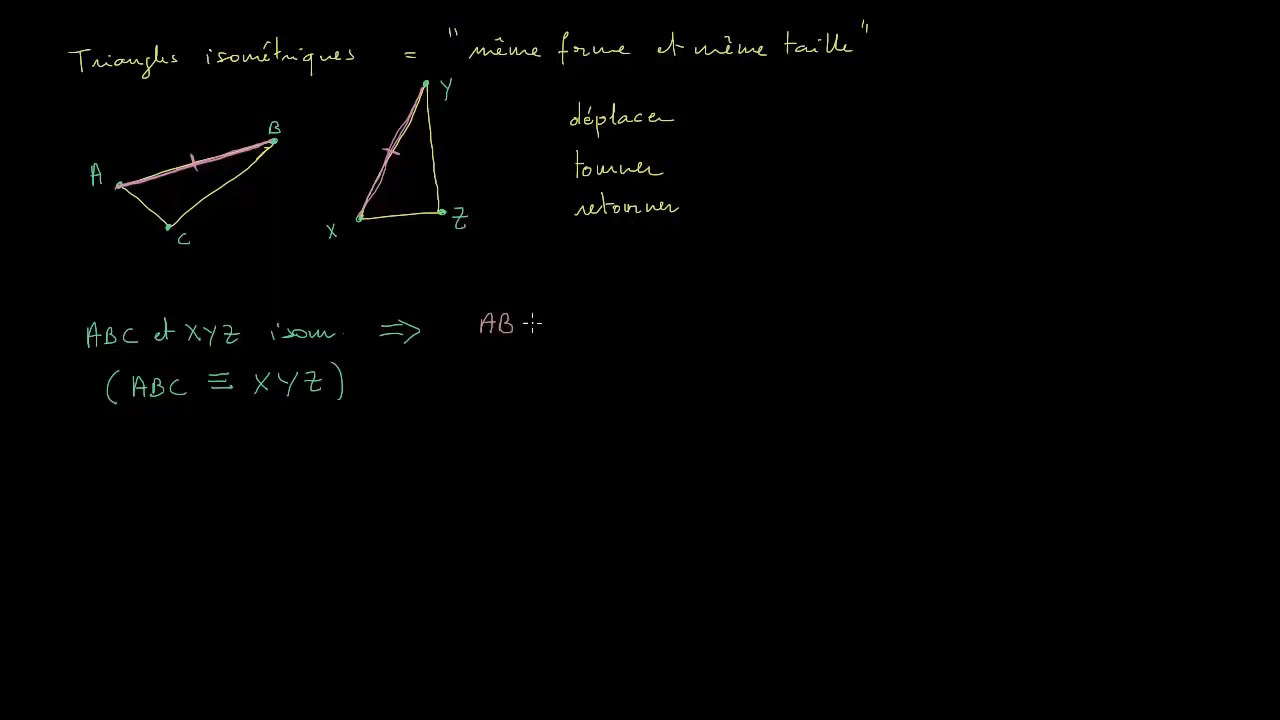 Triangles isométriques = "même forme et même taille"
Y
B
déplacer
A
tourner
retourner
Z
X
C
ABC et XYZ isom. ⇒ AB
(ABC ≡ XYZ)